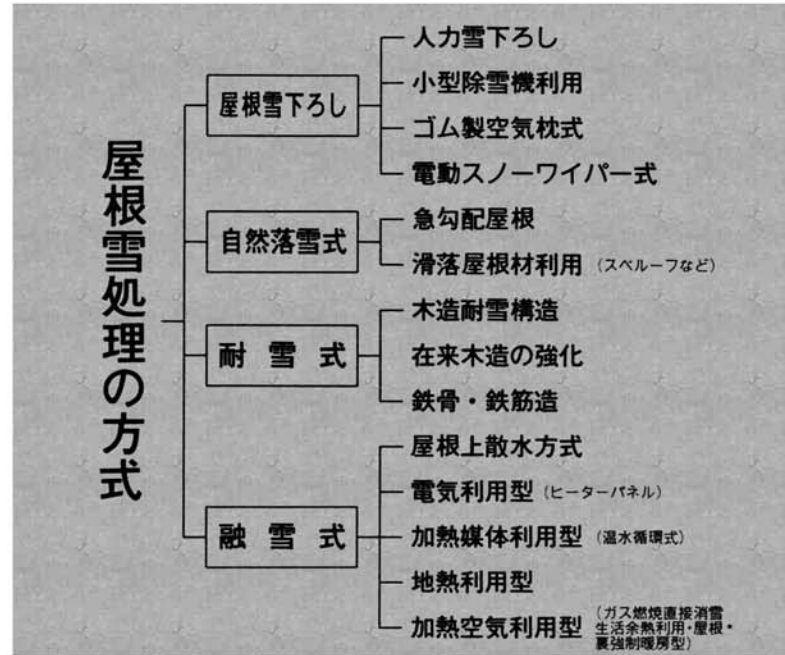 屋根雪処理の方式
屋根雪下ろし
人力雪下ろし
小型除雪機利用
ゴム製空気枕式
電動スノーワイパー式
自然落雪式
急勾配屋根
滑落屋根材利用（スベルーフなど）
耐雪式
木造耐雪構造
在来木造の強化
鉄骨・鉄筋造
融雪式
屋根上散水方式
電気利用型（ヒーターパネル）
加熱媒体利用型（温水循環式）
地熱利用型
加熱空気利用型（ガス燃焼直接消雪
生活余熱利用・屋根・
裏強制暖房型）